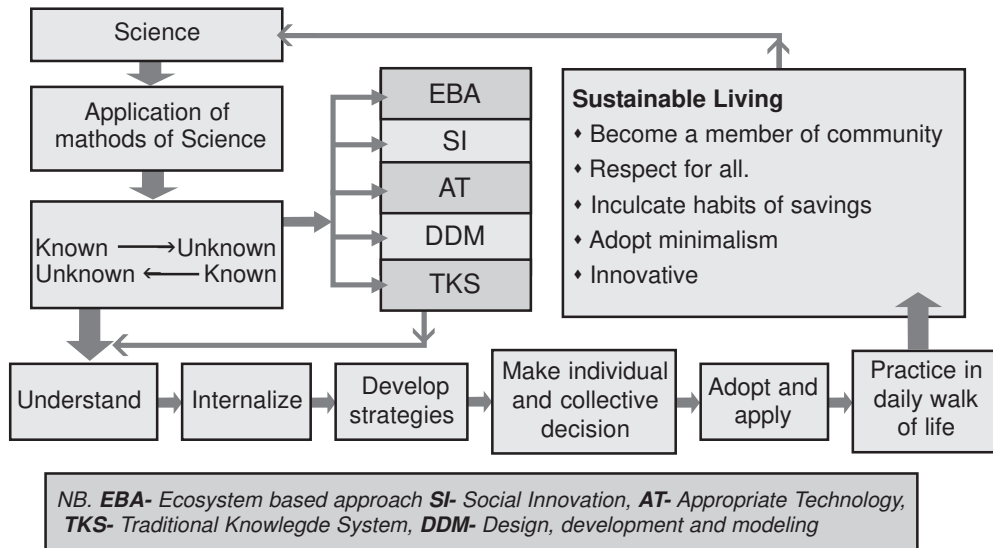 Science
Application of
mathods of Science
Known → Unknown
Unknown ← Known
EBA
SI
AT
DDM
TKS
Sustainable Living
♦ Become a member of community
♦ Respect for all.
♦ Inculcate habits of savings
♦ Adopt minimalism
♦ Innovative
Understand
Internalize
Develop
strategies
Make individual
and collective
decision
Adopt and
apply
Practice in
daily walk
of life
NB. EBA- Ecosystem based approach SI- Social Innovation, AT- Appropriate Technology,
TKS- Traditional Knowlegde System, DDM- Design, development and modeling